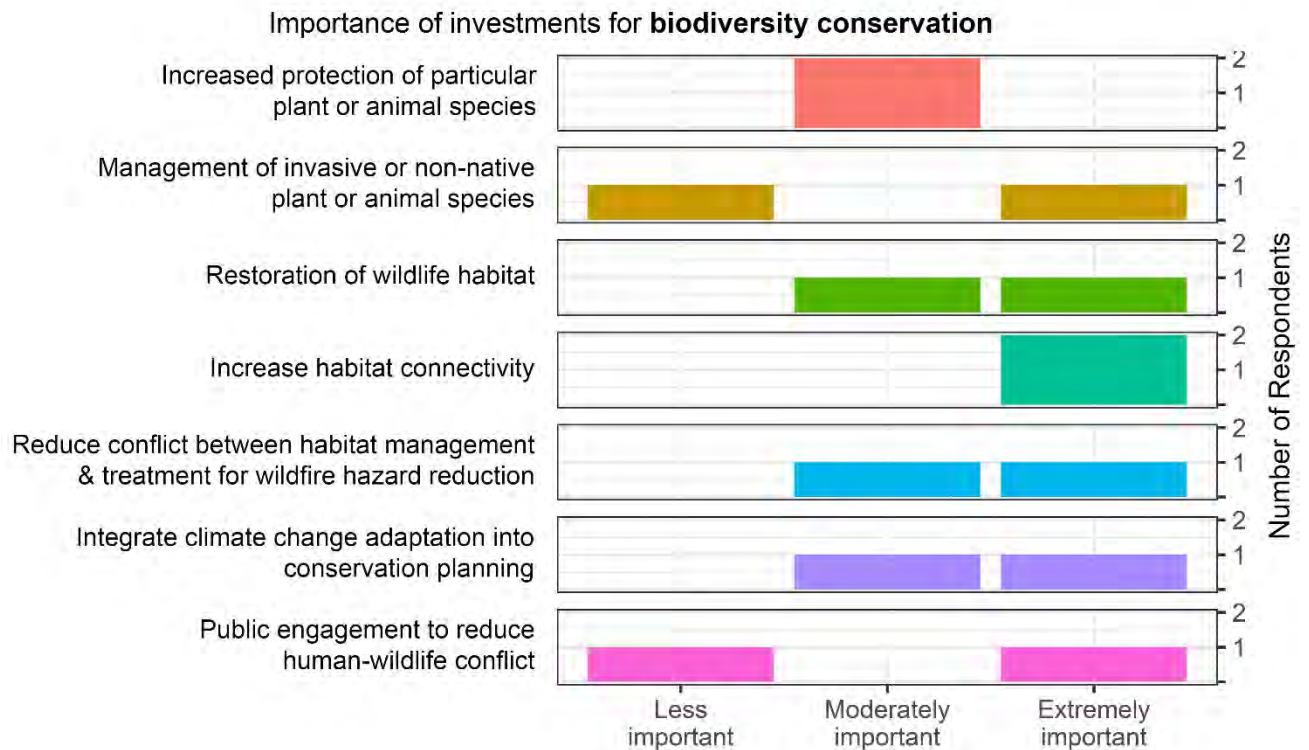 Importance of investments for biodiversity conservation
Increased protection of particular
plant or animal species
2
1
Management of invasive or non-native
plant or animal species
2
1
Restoration of wildlife habitat
2
1
Increase habitat connectivity
2
1
Reduce conflict between habitat management
& treatment for wildfire hazard reduction
2
1
Integrate climate change adaptation into
conservation planning
2
1
Public engagement to reduce
human-wildlife conflict
2
1
Number of Respondents
Less
important
Moderately
important
Extremely
important